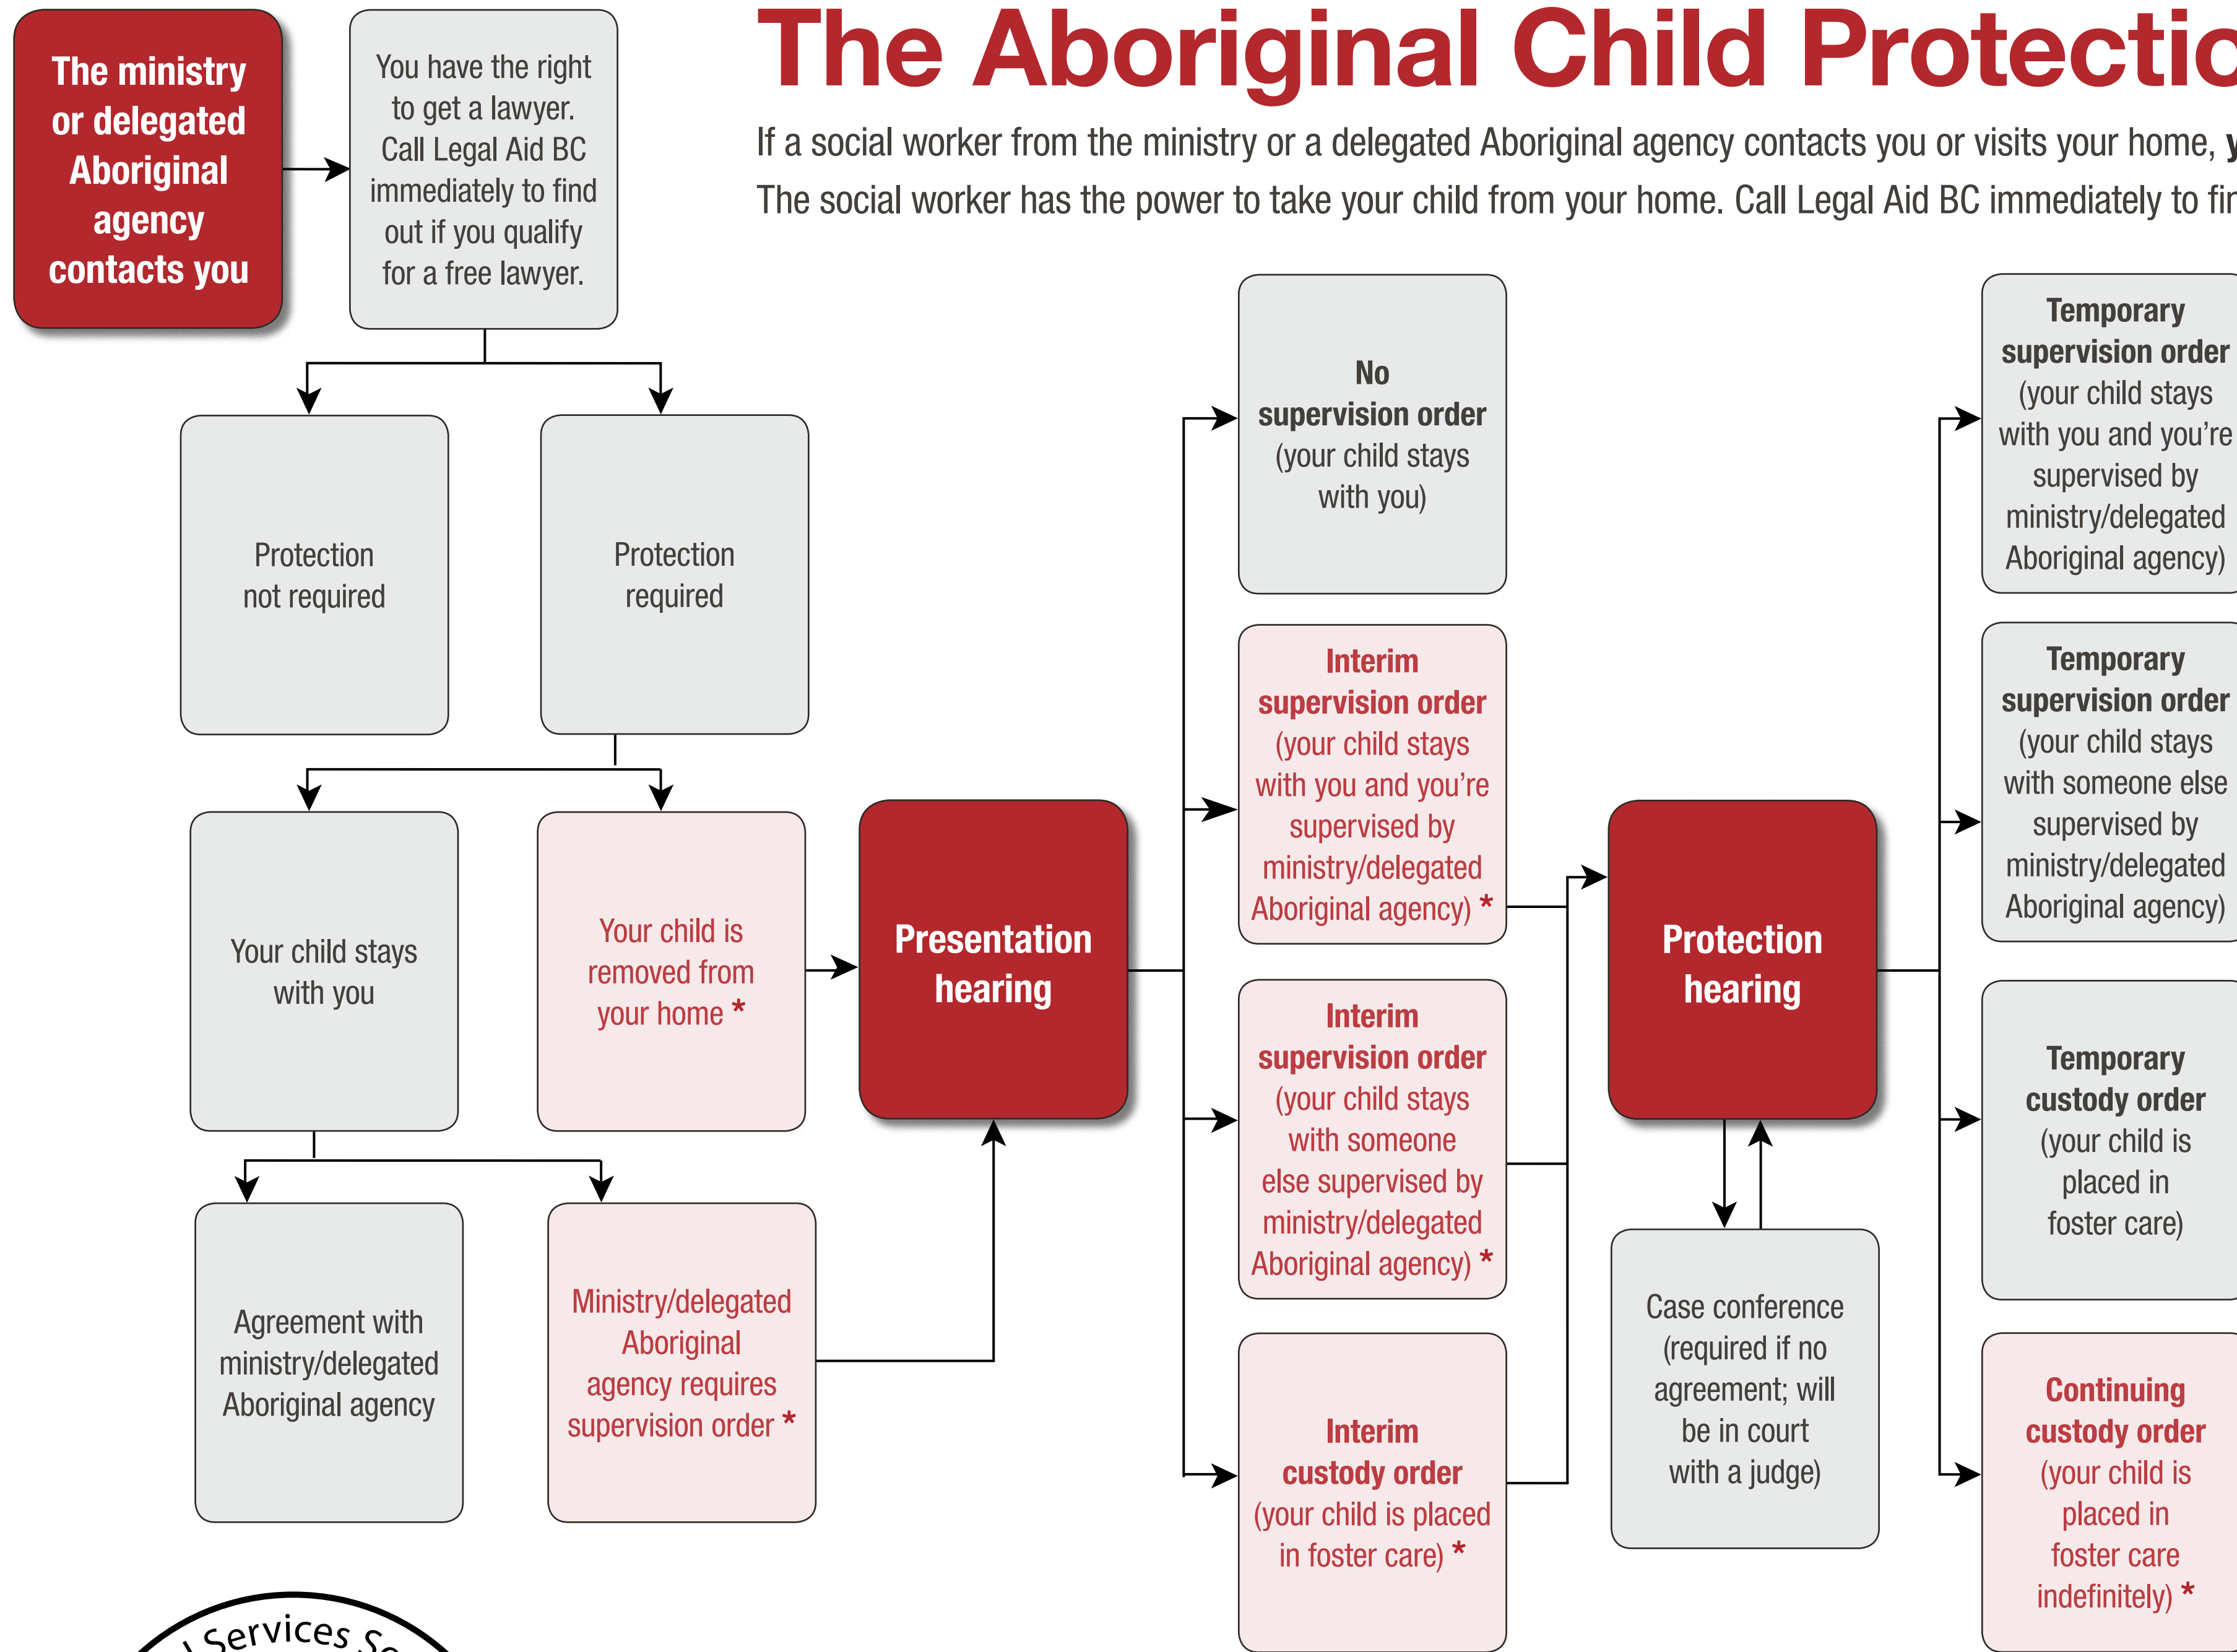 The ministry
or delegated
Aboriginal
agency
contacts you
You have the right
to get a lawyer.
Call Legal Aid BC
immediately to find
out if you qualify
for a free lawyer.
The Aboriginal Child
If a social worker from the ministry or a delegated Aboriginal agency contacts you or visits your home,
The social worker has the power to take your child from your home. Call Legal Aid BC immediately to
Protection
not required
Protection
required
Your child stays
with you
Your child is
removed from
your home *
Agreement with
ministry/delegated
Aboriginal agency
Ministry/delegated
Aboriginal
agency requires
supervision order *
Presentation
hearing
No
supervision order
(your child stays
with you)
Interim
supervision order
(your child stays
with you and you’re
supervised by
ministry/delegated
Aboriginal agency) *
Interim
supervision order
(your child stays
with someone
else supervised by
ministry/delegated
Aboriginal agency) *
Interim
custody order
(your child is placed
in foster care) *
Protection
hearing
Case conference
(required if no
agreement; will
be in court
with a judge)
Temporary
supervision order
(your child stays
with you and you’re
supervised by
ministry/delegated
Aboriginal agency)
Temporary
supervision order
(your child stays
with someone else
supervised by
ministry/delegated
Aboriginal agency)
Temporary
custody order
(your child is
placed in
foster care)
Continuing
custody order
(your child is
placed in
foster care
indefinitely) *
Services